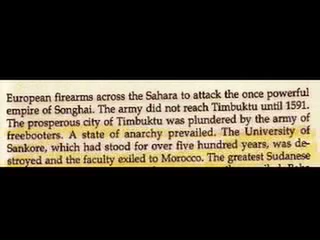 European firearms across the Sahara to attack the once powerful
empire of Songhai. The army did not reach Timbuktu until 1591.
The prosperous city of Timbuktu was plundered by the army of
freebooters. A state of anarchy prevailed. The University of
Sankore, which had stood for over five hundred years, was de-
stroyed and the faculty exiled to Morocco. The greatest Sudanese